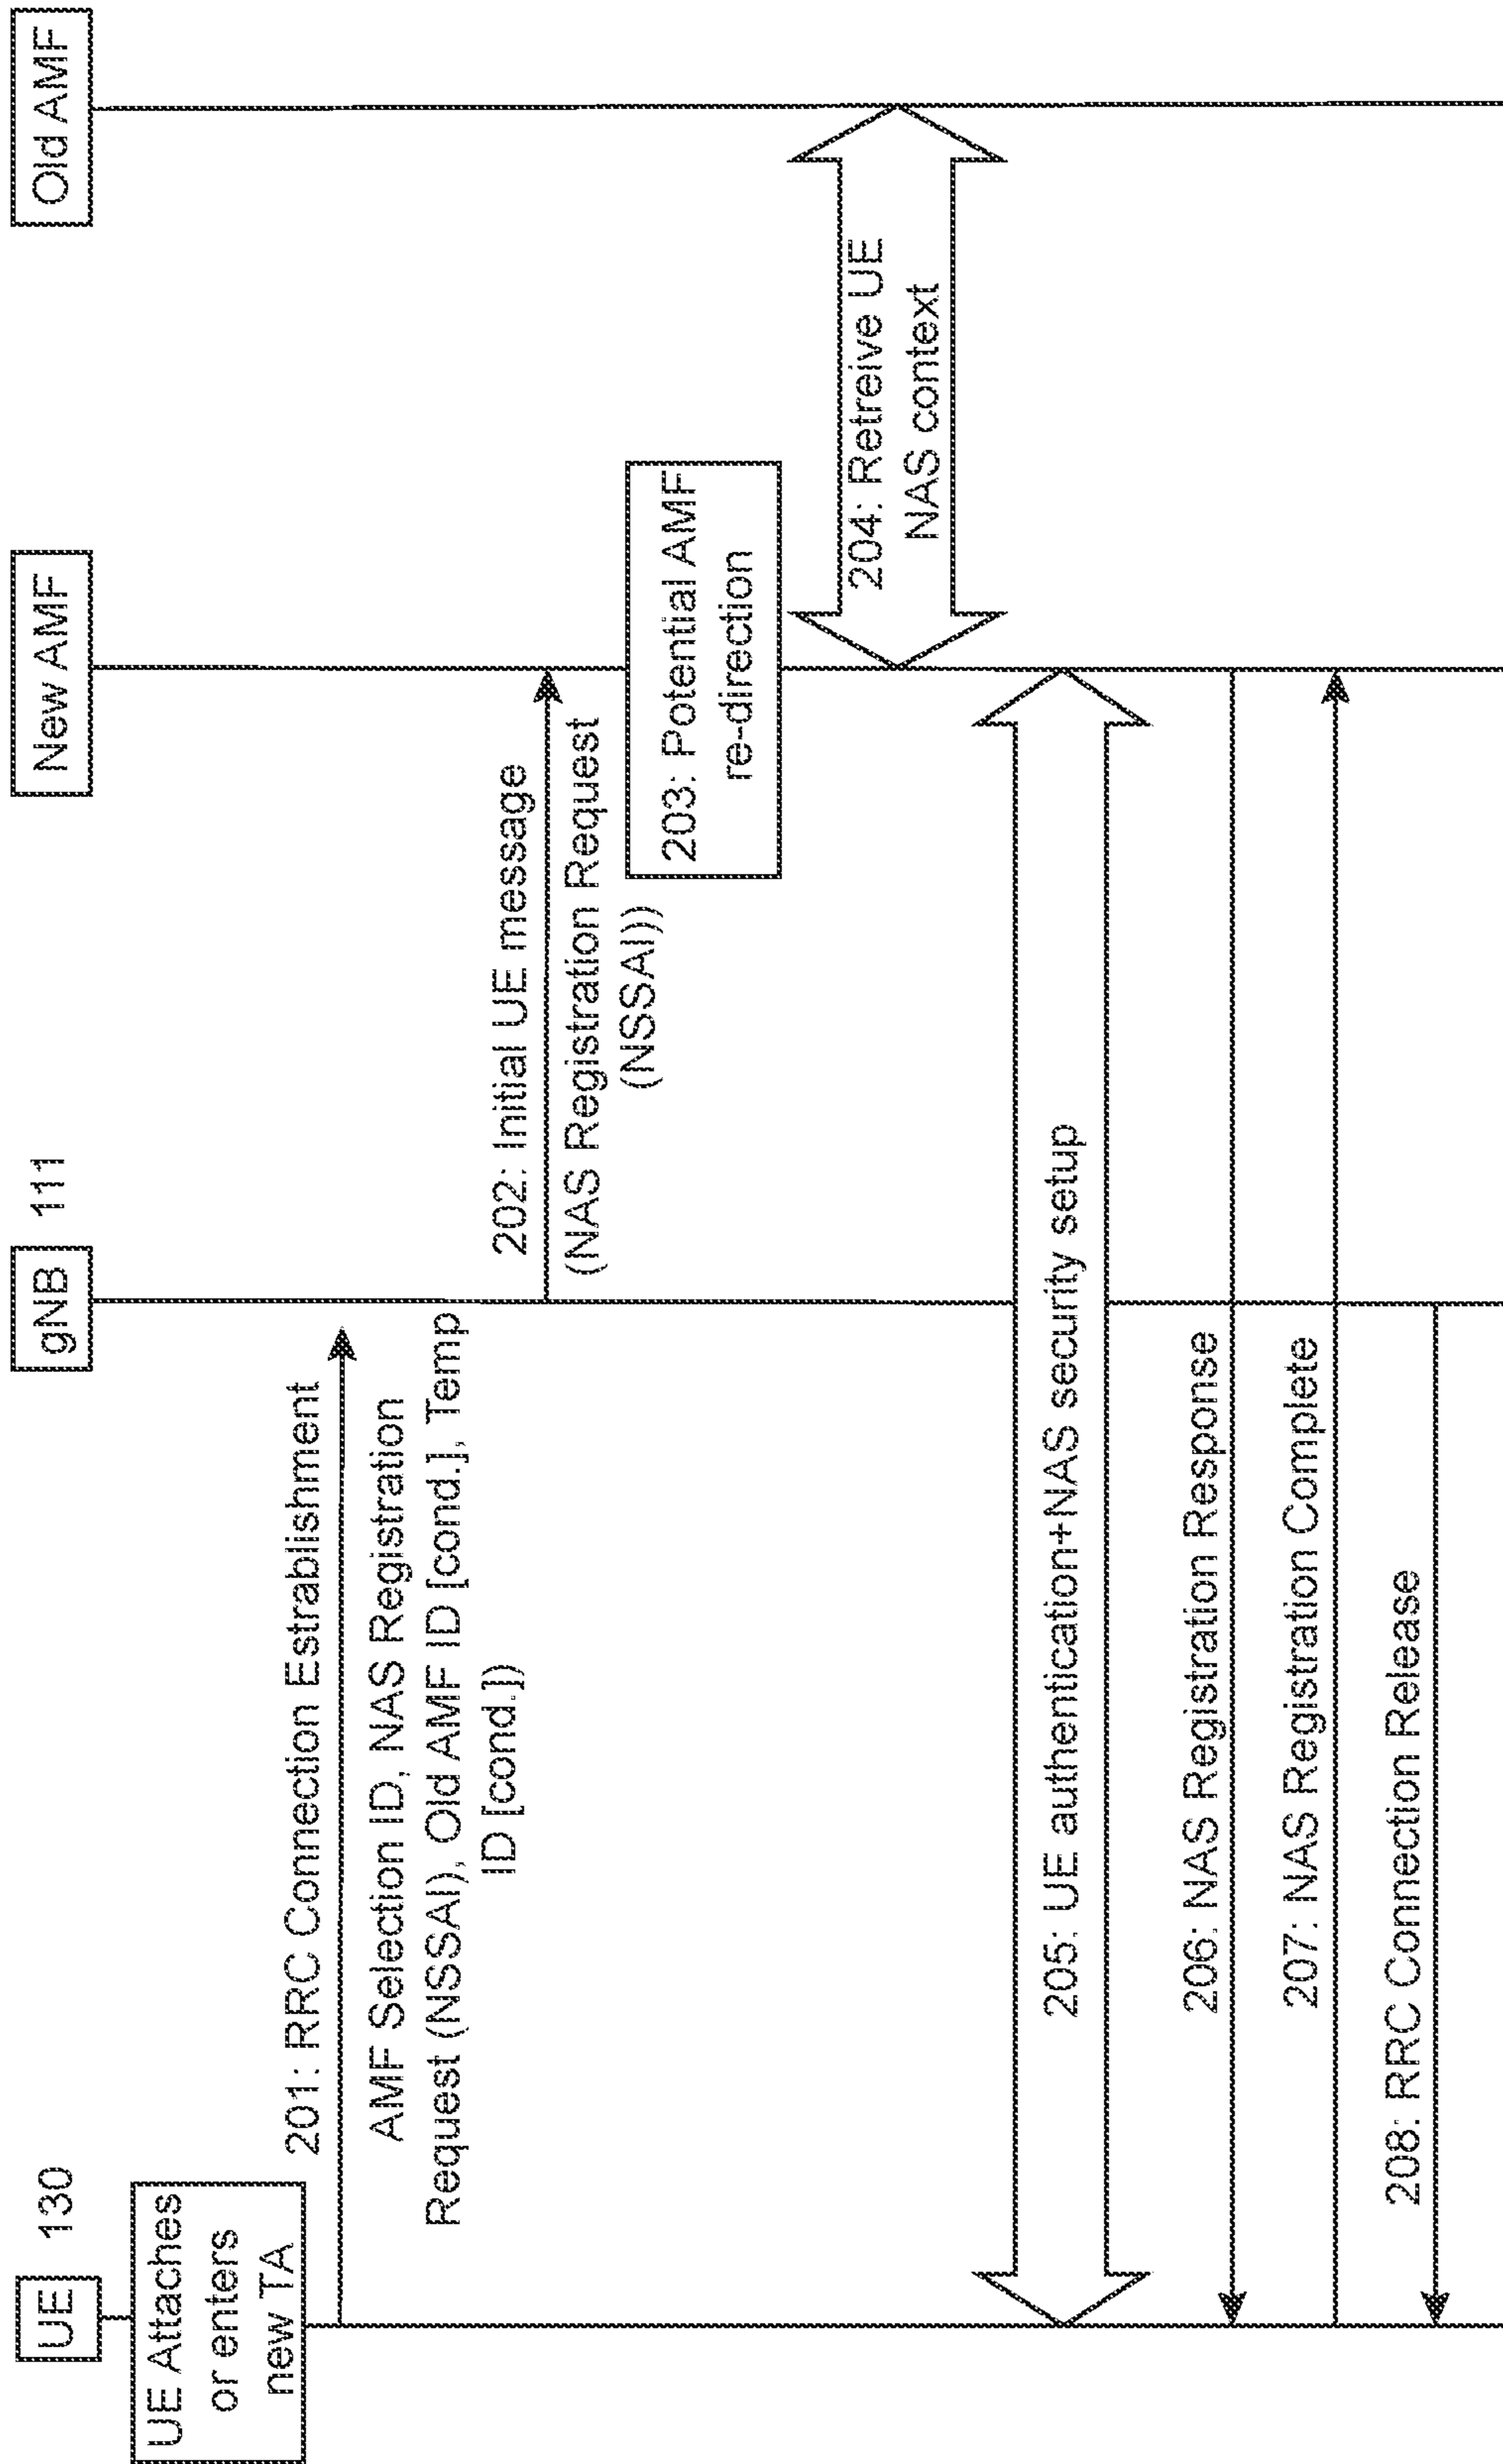 UE 130
gNB 111
New AMF
Old AMF
UE Attaches
or enters
new TA
201: RRC Connection Estrablishment
AMF Selection ID, NAS Registration
Request (NSSAI), Old AMF ID [cond.], Temp
ID [cond.])
202: Initial UE message
(NAS Registration Request
(NSSAI))
203: Potential AMF
re-direction
204: Retreive UE
NAS context
205: UE authentication+NAS security setup
206: NAS Registration Response
207: NAS Registration Complete
208: RRC Connection Release